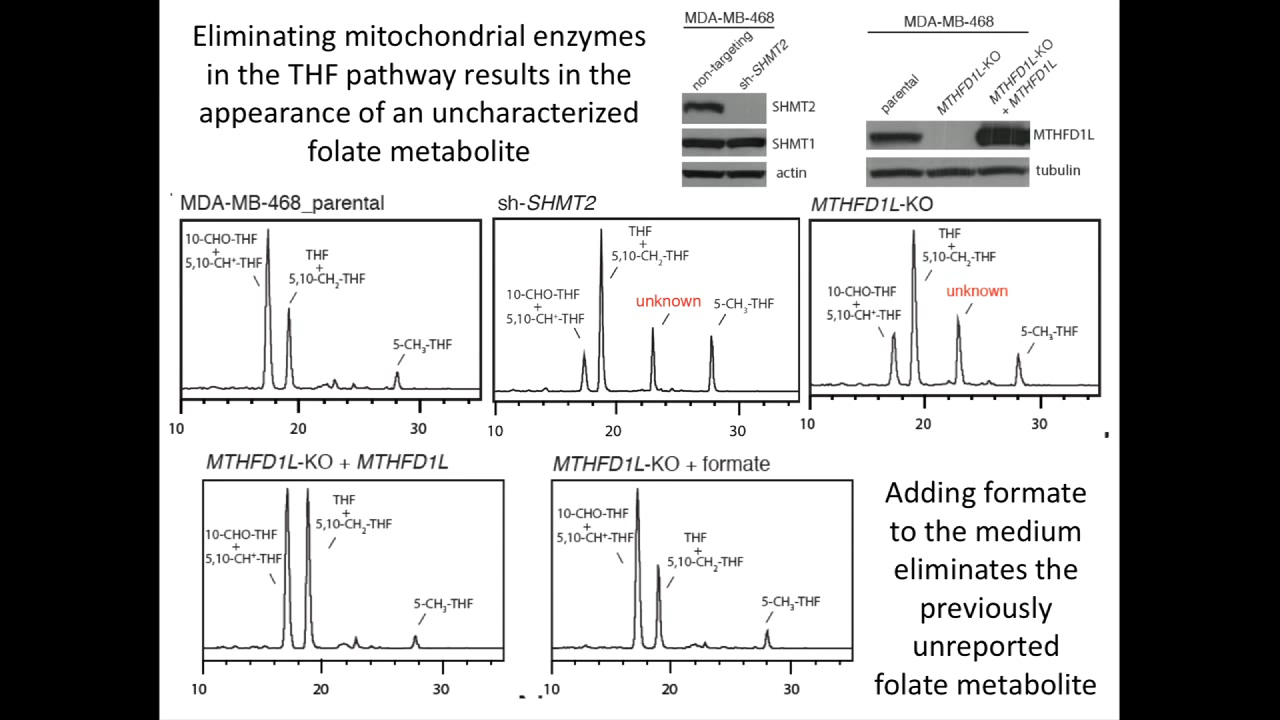 Eliminating mitochondrial enzymes
in the THF pathway results in the
appearance of an uncharacterized
folate metabolite
MDA-MB-468
non-targeting
sh-SHMT2
SHMT2
SHMT1
actin
MDA-MB-468
parental
MTHFD1L-KO
MTHFD1L-KO
+ MTHFD1L
MTHFD1L
tubulin
MDA-MB-468_parental
10-CHO-THF
+
5,10-CH⁺-THF
THF
+
5,10-CH₂-THF
5-CH₃-THF
10
20
30
sh-SHMT2
10-CHO-THF
+
5,10-CH⁺-THF
THF
+
5,10-CH₂-THF
unknown
5-CH₃-THF
10
20
30
MTHFD1L-KO
10-CHO-THF
+
5,10-CH⁺-THF
THF
+
5,10-CH₂-THF
unknown
5-CH₃-THF
10
20
30
MTHFD1L-KO + MTHFD1L
10-CHO-THF
+
5,10-CH⁺-THF
THF
+
5,10-CH₂-THF
5-CH₃-THF
10
20
30
MTHFD1L-KO + formate
10-CHO-THF
+
5,10-CH⁺-THF
THF
+
5,10-CH₂-THF
5-CH₃-THF
10
20
30
Adding formate
to the medium
eliminates the
previously
unreported
folate metabolite